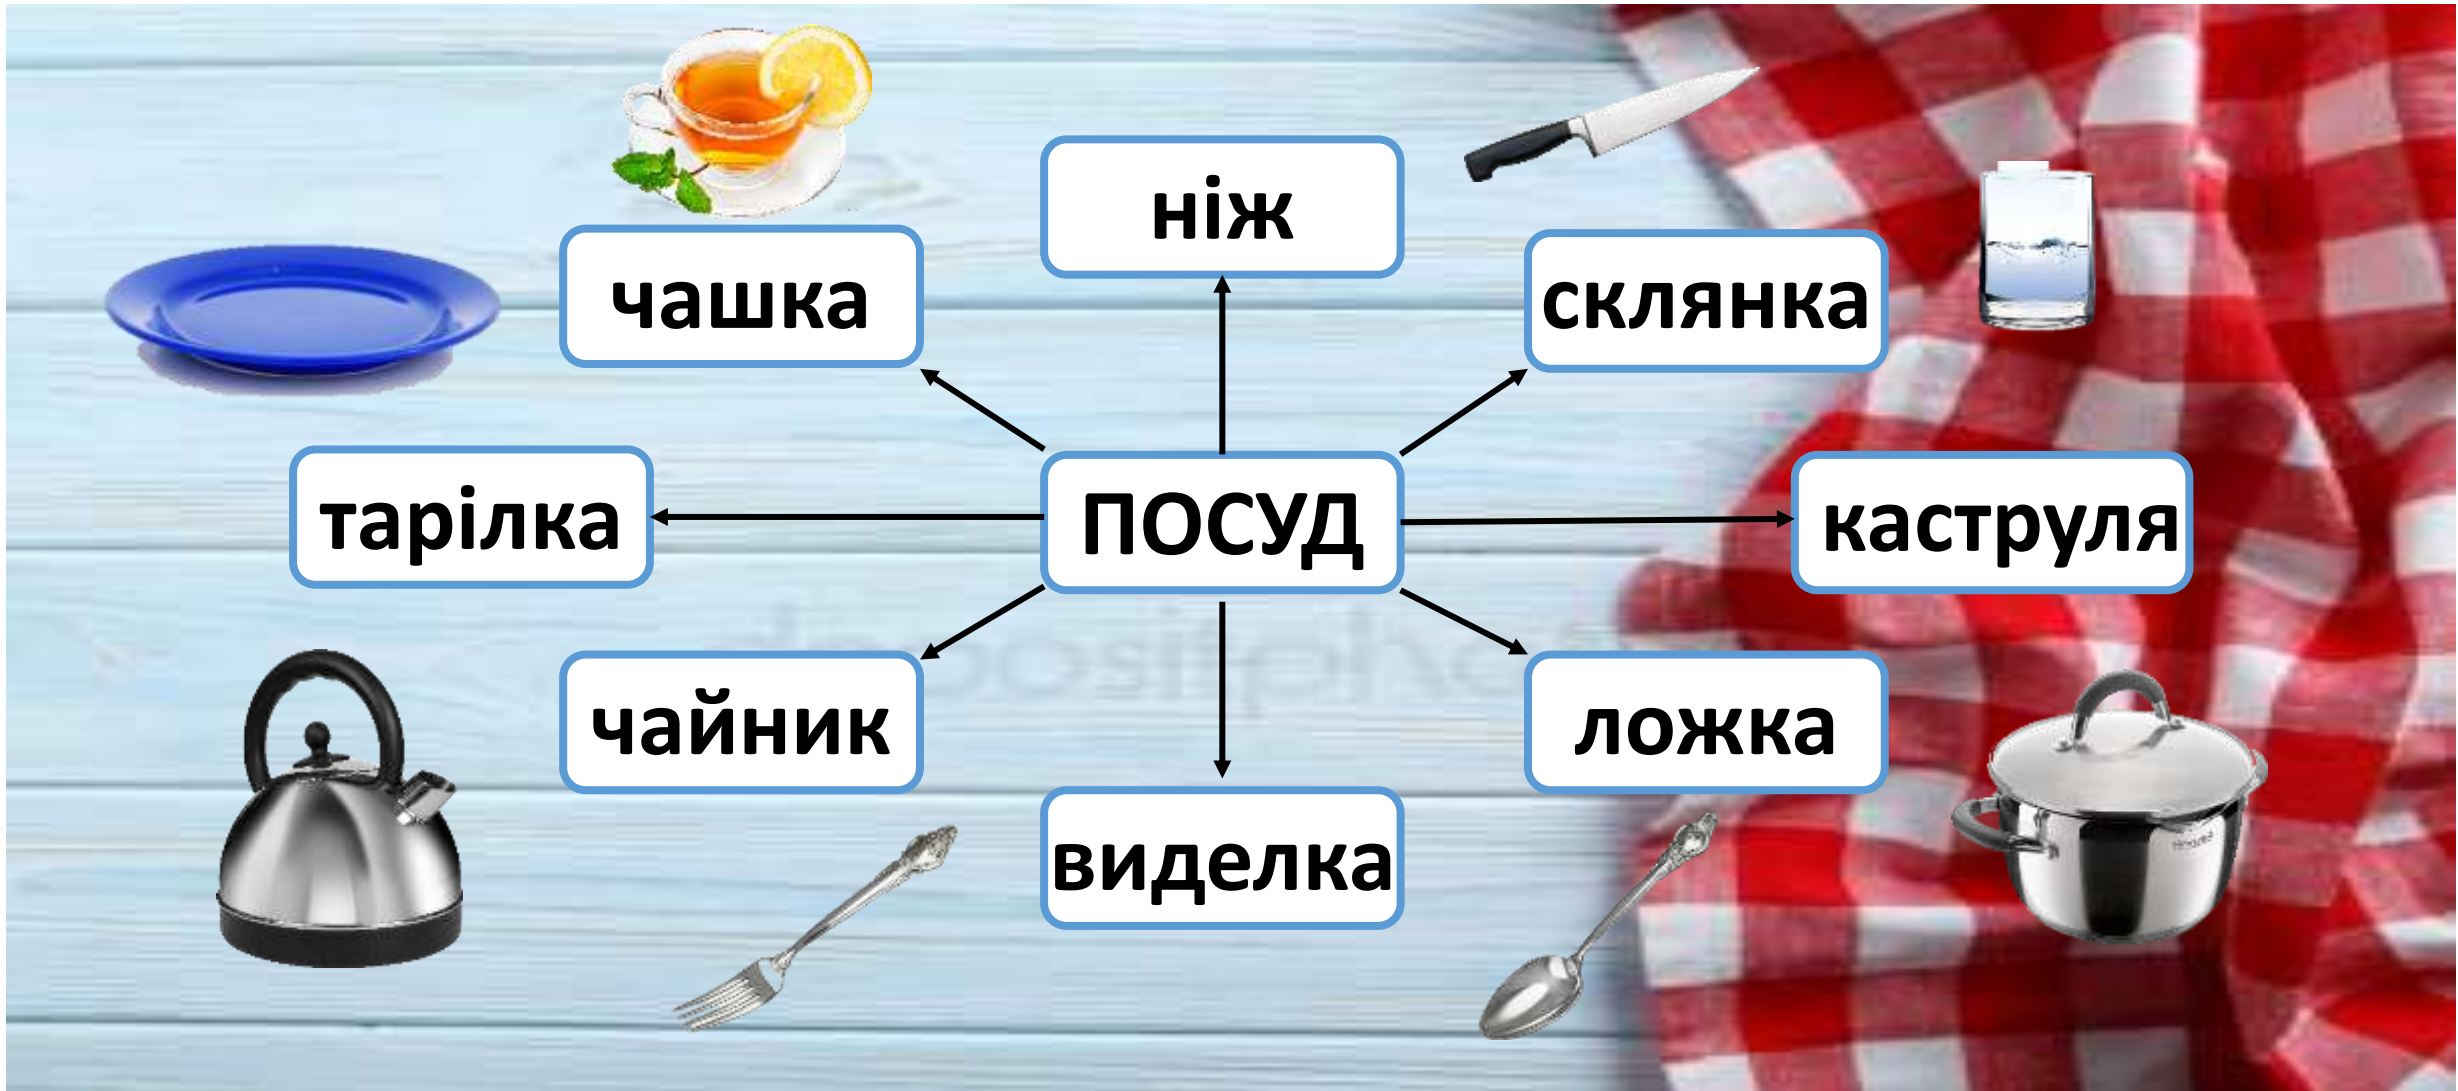 ніж
чашка
склянка
тарілка
ПОСУД
каструля
чайник
ложка
виделка